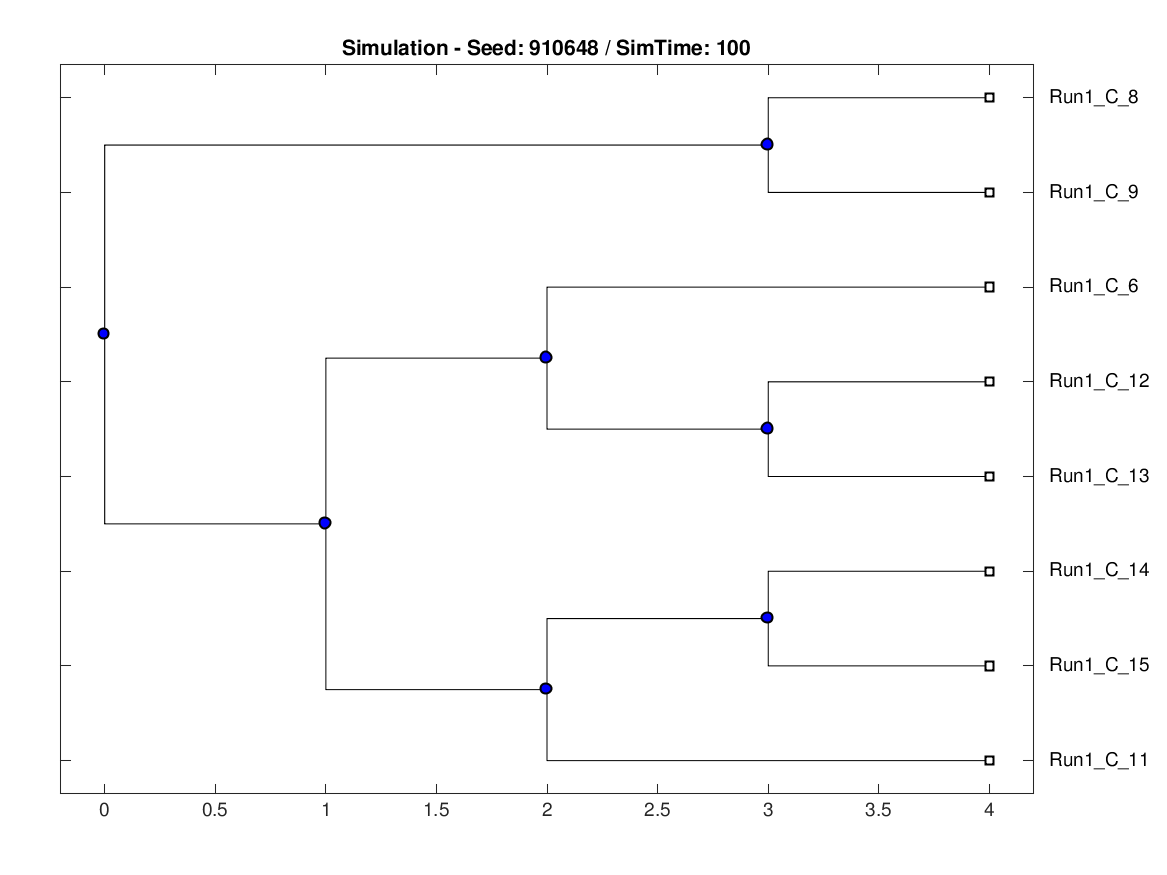 Simulation - Seed: 910648 / SimTime: 100
Run1_C_8
Run1_C_9
Run1_C_6
Run1_C_12
Run1_C_13
Run1_C_14
Run1_C_15
Run1_C_11
0 0.5 1 1.5 2 2.5 3 3.5 4